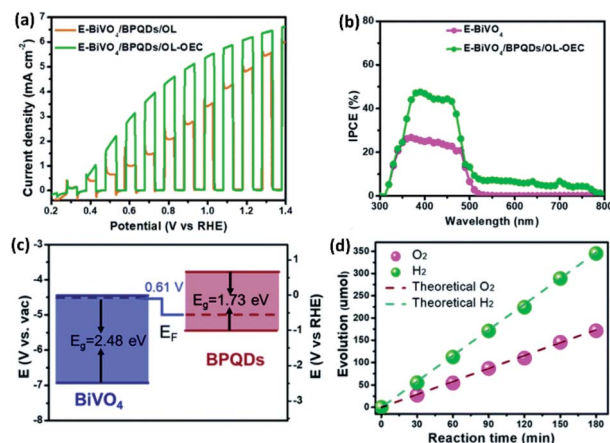 (a)
E-BiVO4/BPQDs/OL
E-BiVO4/BPQDs/OL-OEC
Current density (mA cm-2)
7
6
5
4
3
2
1
0
0.2 0.4 0.6 0.8 1.0 1.2 1.4
Potential (V vs RHE)
(b)
E-BiVO4
E-BiVO4/BPQDs/OL-OEC
IPCE (%)
80
60
40
20
0
300 400 500 600 700 800
Wavelength (nm)
(c)
E (V vs. vac)
-3
-4
-5
-6
-7
-8
0.61 V
Eg=2.48 eV
BiVO4
EF
Eg=1.73 eV
BPQDs
1
0
-1
-2
-3
E (V vs. RHE)
(d)
O2
H2
Theoretical O2
Theoretical H2
Evolution (umol)
350
300
250
200
150
100
50
0
0 30 60 90 120 150 180
Reaction time (min)